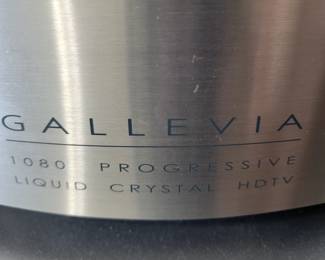 GALLEVIA
1080 PROGRESSIVE
LIQUID CRYSTAL HDTV